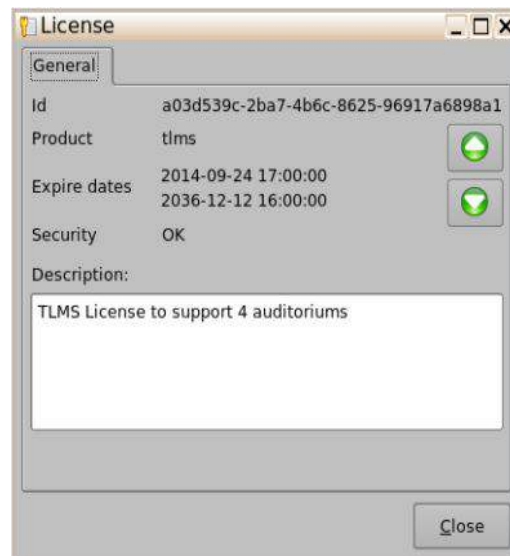 License
General
Id a03d539c-2ba7-4b6c-8625-96917a6898a1
Product tlms
Expire dates 2014-09-24 17:00:00
2036-12-12 16:00:00
Security OK
Description:
TLMS License to support 4 auditoriums
Close